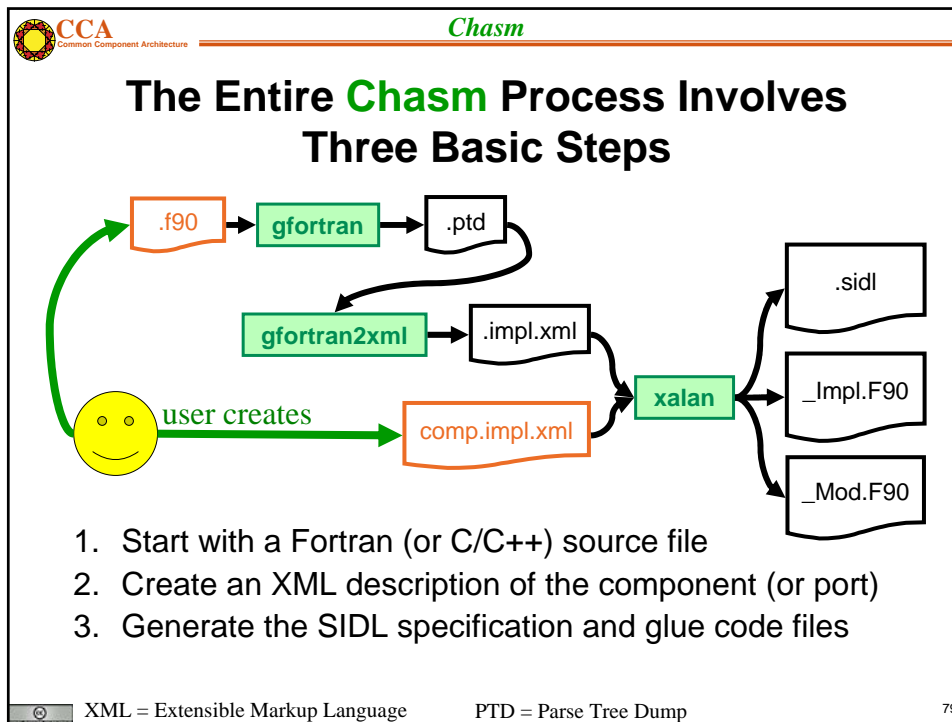 CCA
Common Component Architecture
Chasm
The Entire Chasm Process Involves
Three Basic Steps
.f90
gfortran
.ptd
gfortran2xml
.impl.xml
.sidl
xalan
_Impl.F90
user creates
comp.impl.xml
_Mod.F90
1. Start with a Fortran (or C/C++) source file
2. Create an XML description of the component (or port)
3. Generate the SIDL specification and glue code files
XML = Extensible Markup Language PTD = Parse Tree Dump